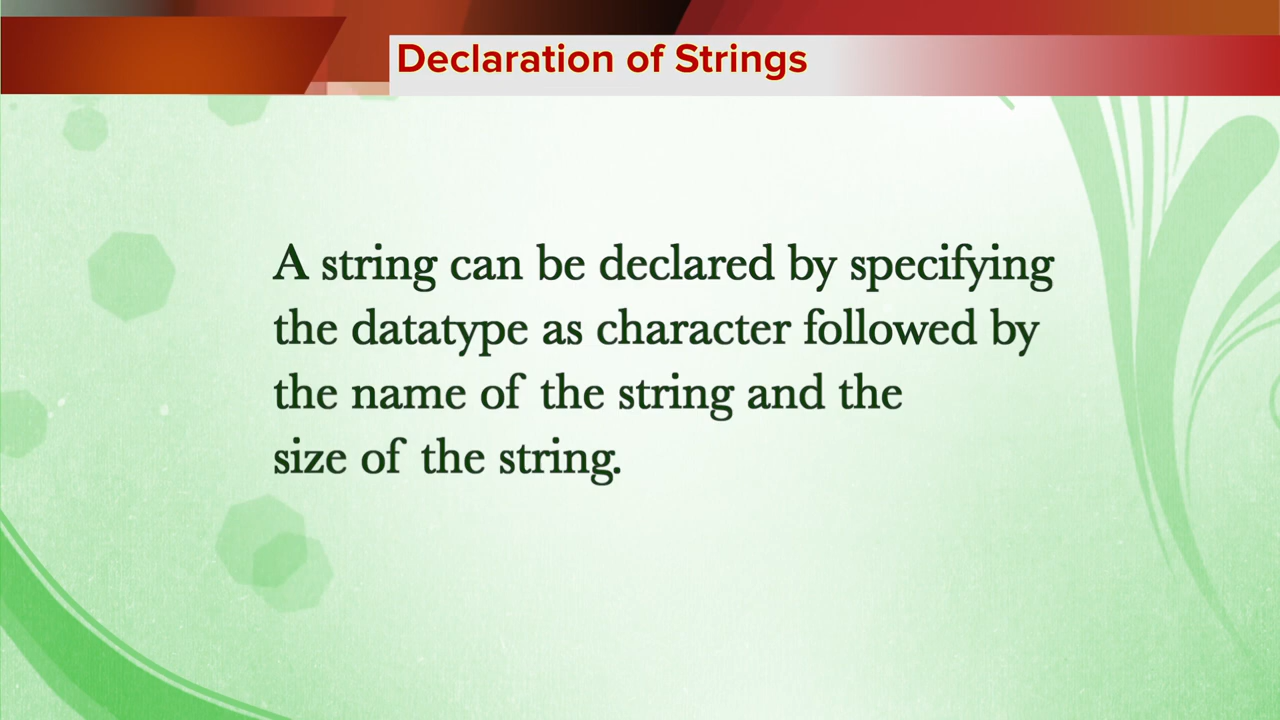 Declaration of Strings
A string can be declared by specifying
the datatype as character followed by
the name of the string and the
size of the string.